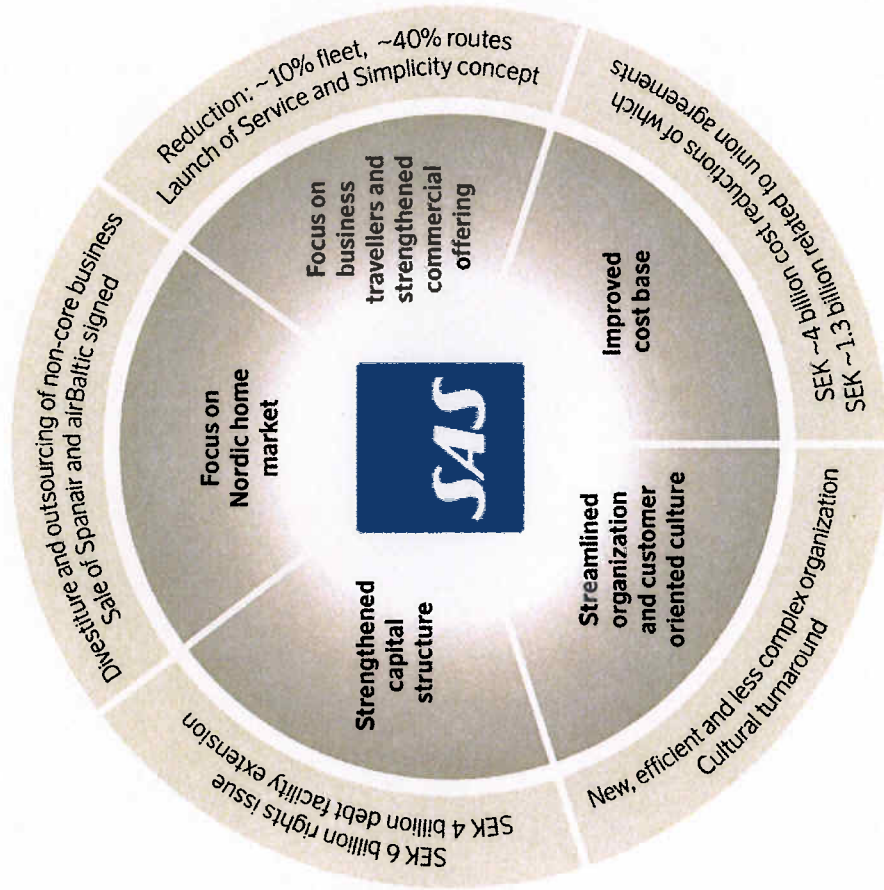 Divestiture and outsourcing of non-core business
Sale of Spanair and airBaltic signed
Focus on
Nordic home
market
Reduction: ~10% fleet, ~40% routes
Launch of Service and Simplicity concept
Focus on
business
travellers and
strengthened
commercial
offering
SEK ~4 billion cost reductions of which
SEK ~1.3 billion related to union agreements
Improved
cost base
New, efficient and less complex organization
Cultural turnaround
Streamlined
organization
and customer
oriented culture
SEK 6 billion rights issue
SEK 4 billion debt facility extension
Strengthened
capital
structure
SAS